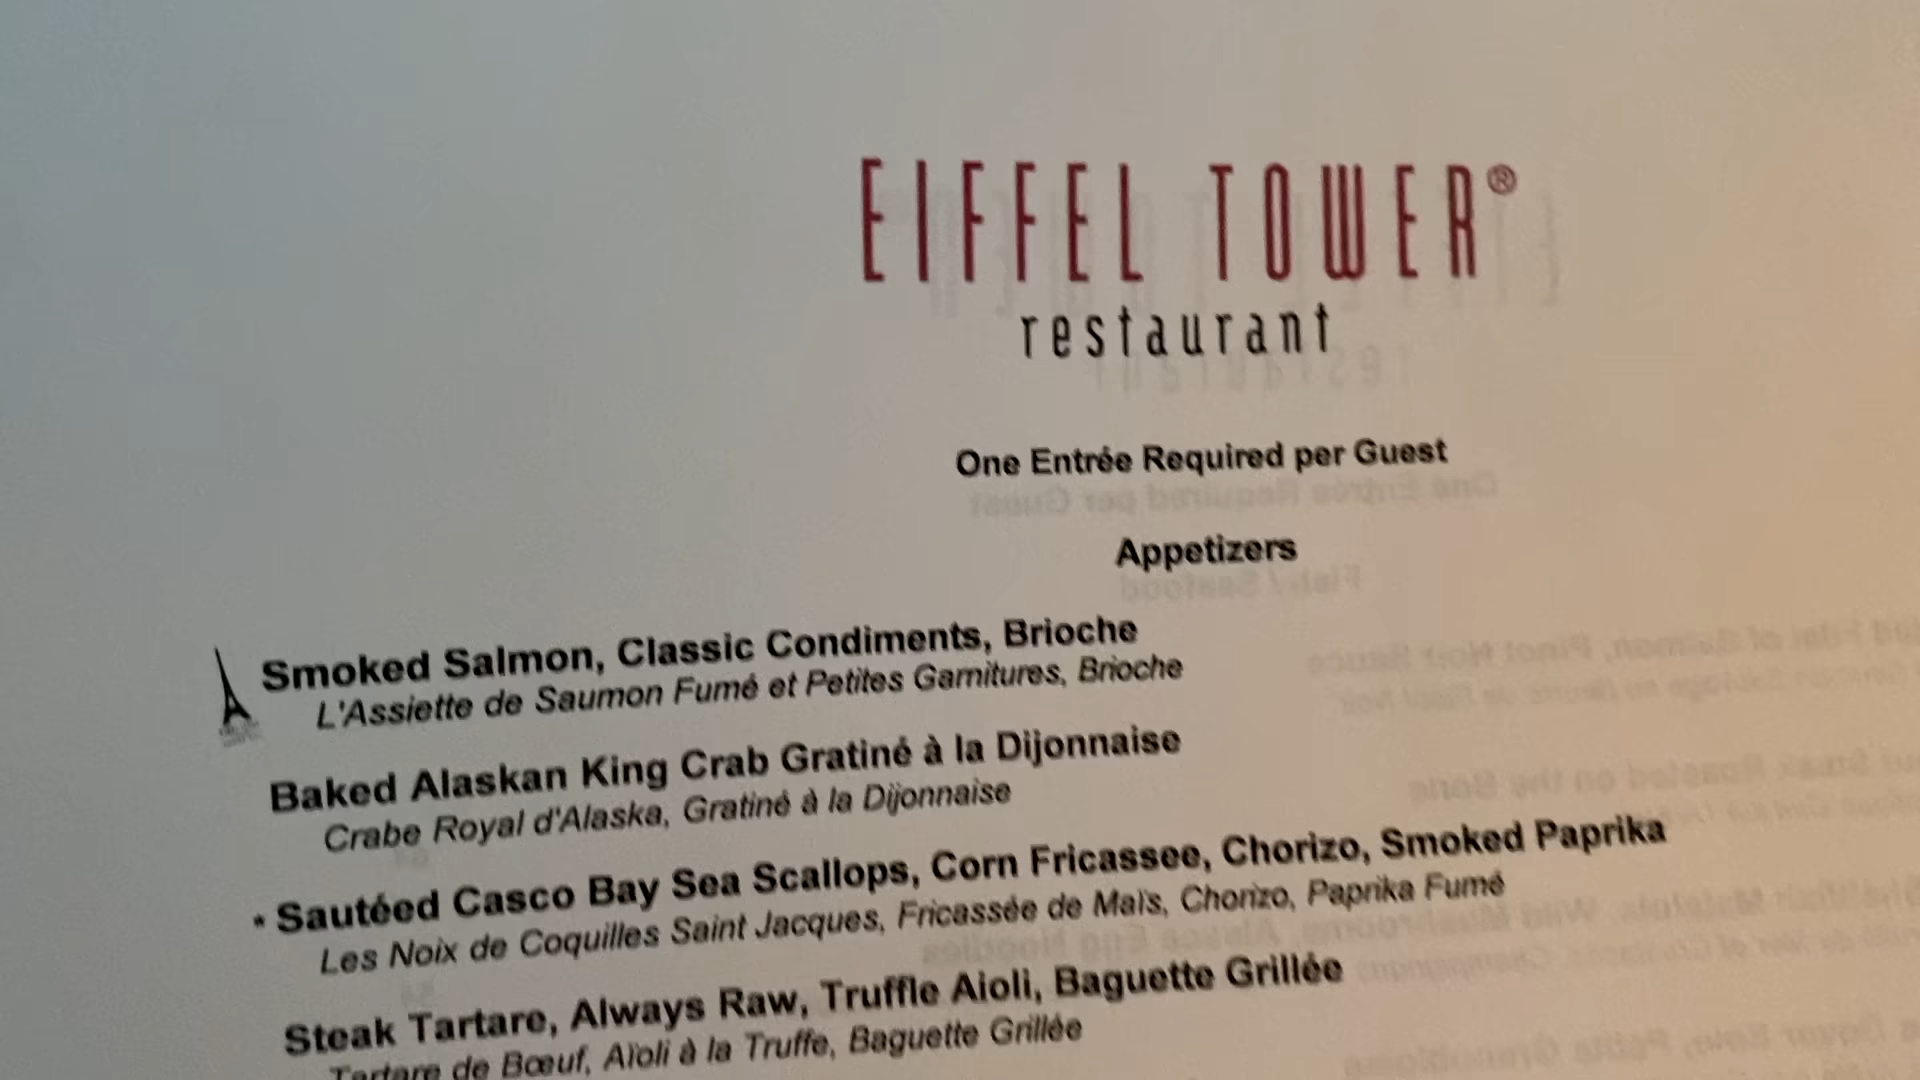 EIFFEL TOWER®
restaurant
One Entrée Required per Guest
Appetizers
Smoked Salmon, Classic Condiments, Brioche
L'Assiette de Saumon Fumé et Petites Garnitures, Brioche
Baked Alaskan King Crab Gratiné à la Dijonnaise
Crabe Royal d'Alaska, Gratiné à la Dijonnaise
* Sautéed Casco Bay Sea Scallops, Corn Fricassee, Chorizo, Smoked Paprika
Les Noix de Coquilles Saint Jacques, Fricassée de Maïs, Chorizo, Paprika Fumé
Steak Tartare, Always Raw, Truffle Aioli, Baguette Grillée
Tartare de Bœuf, Aïoli à la Truffe, Baguette Grillée